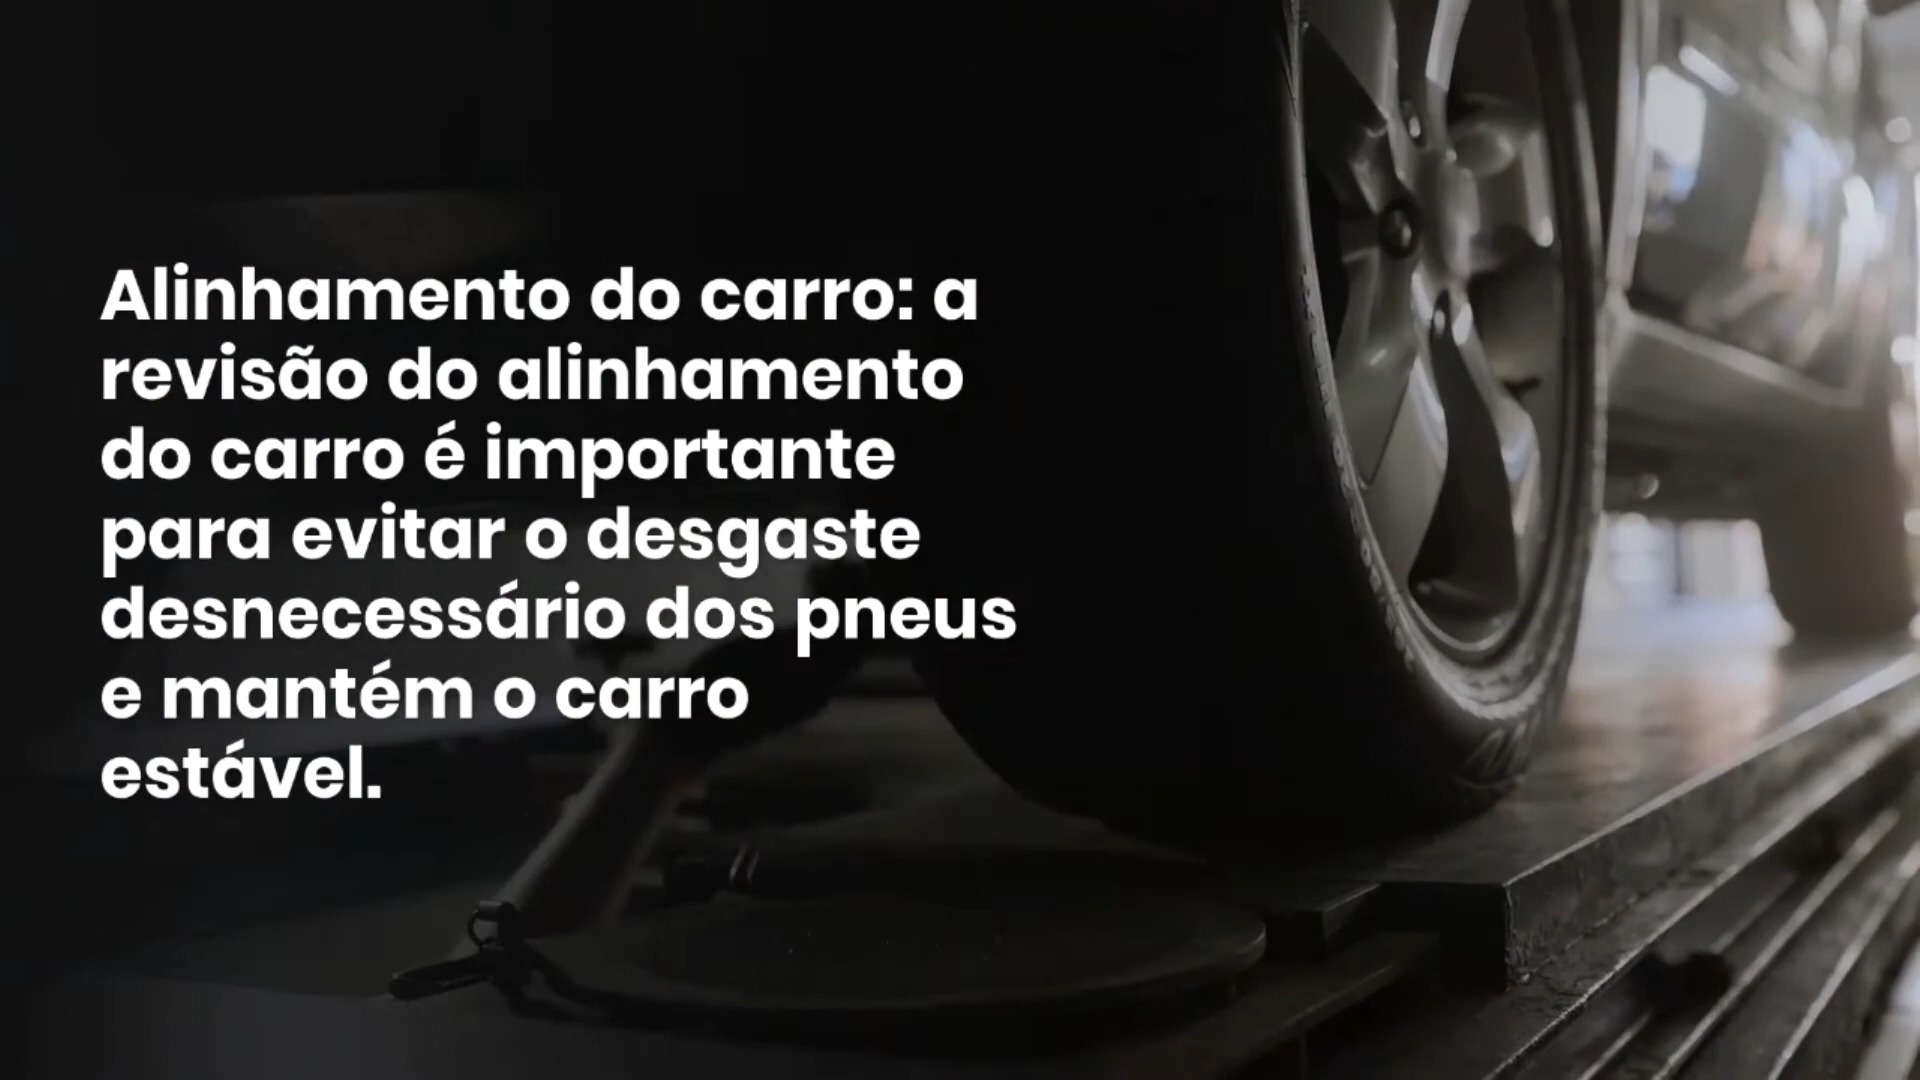 Alinhamento do carro: a
revisão do alinhamento
do carro é importante
para evitar o desgaste
desnecessário dos pneus
e mantém o carro
estável.